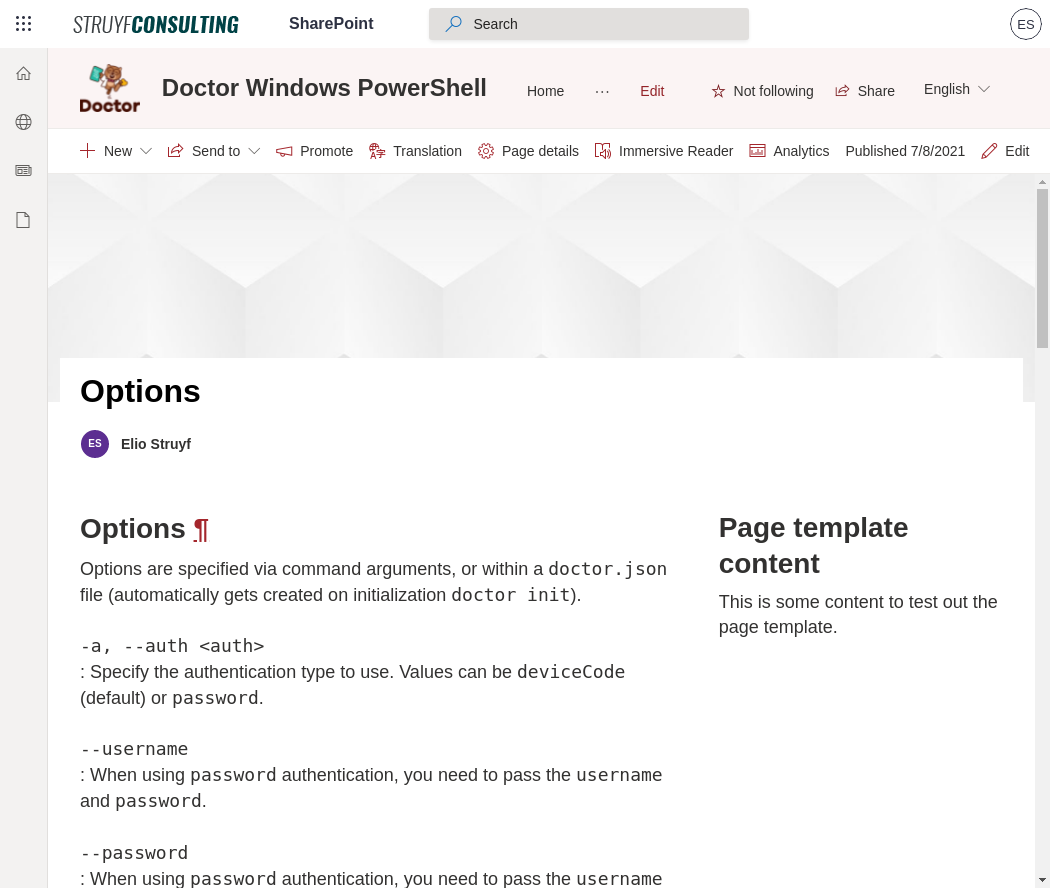 STRUYFCONSULTING SharePoint Search ES
Doctor Doctor Windows PowerShell Home ··· Edit Not following Share English
New Send to Promote Translation Page details Immersive Reader Analytics Published 7/8/2021 Edit
Options
ES Elio Struyf
Options ¶
Options are specified via command arguments, or within a doctor.json
file (automatically gets created on initialization doctor init).
-a, --auth <auth>
: Specify the authentication type to use. Values can be deviceCode
(default) or password.
--username
: When using password authentication, you need to pass the username
and password.
--password
: When using password authentication, you need to pass the username
Page template
content
This is some content to test out the
page template.